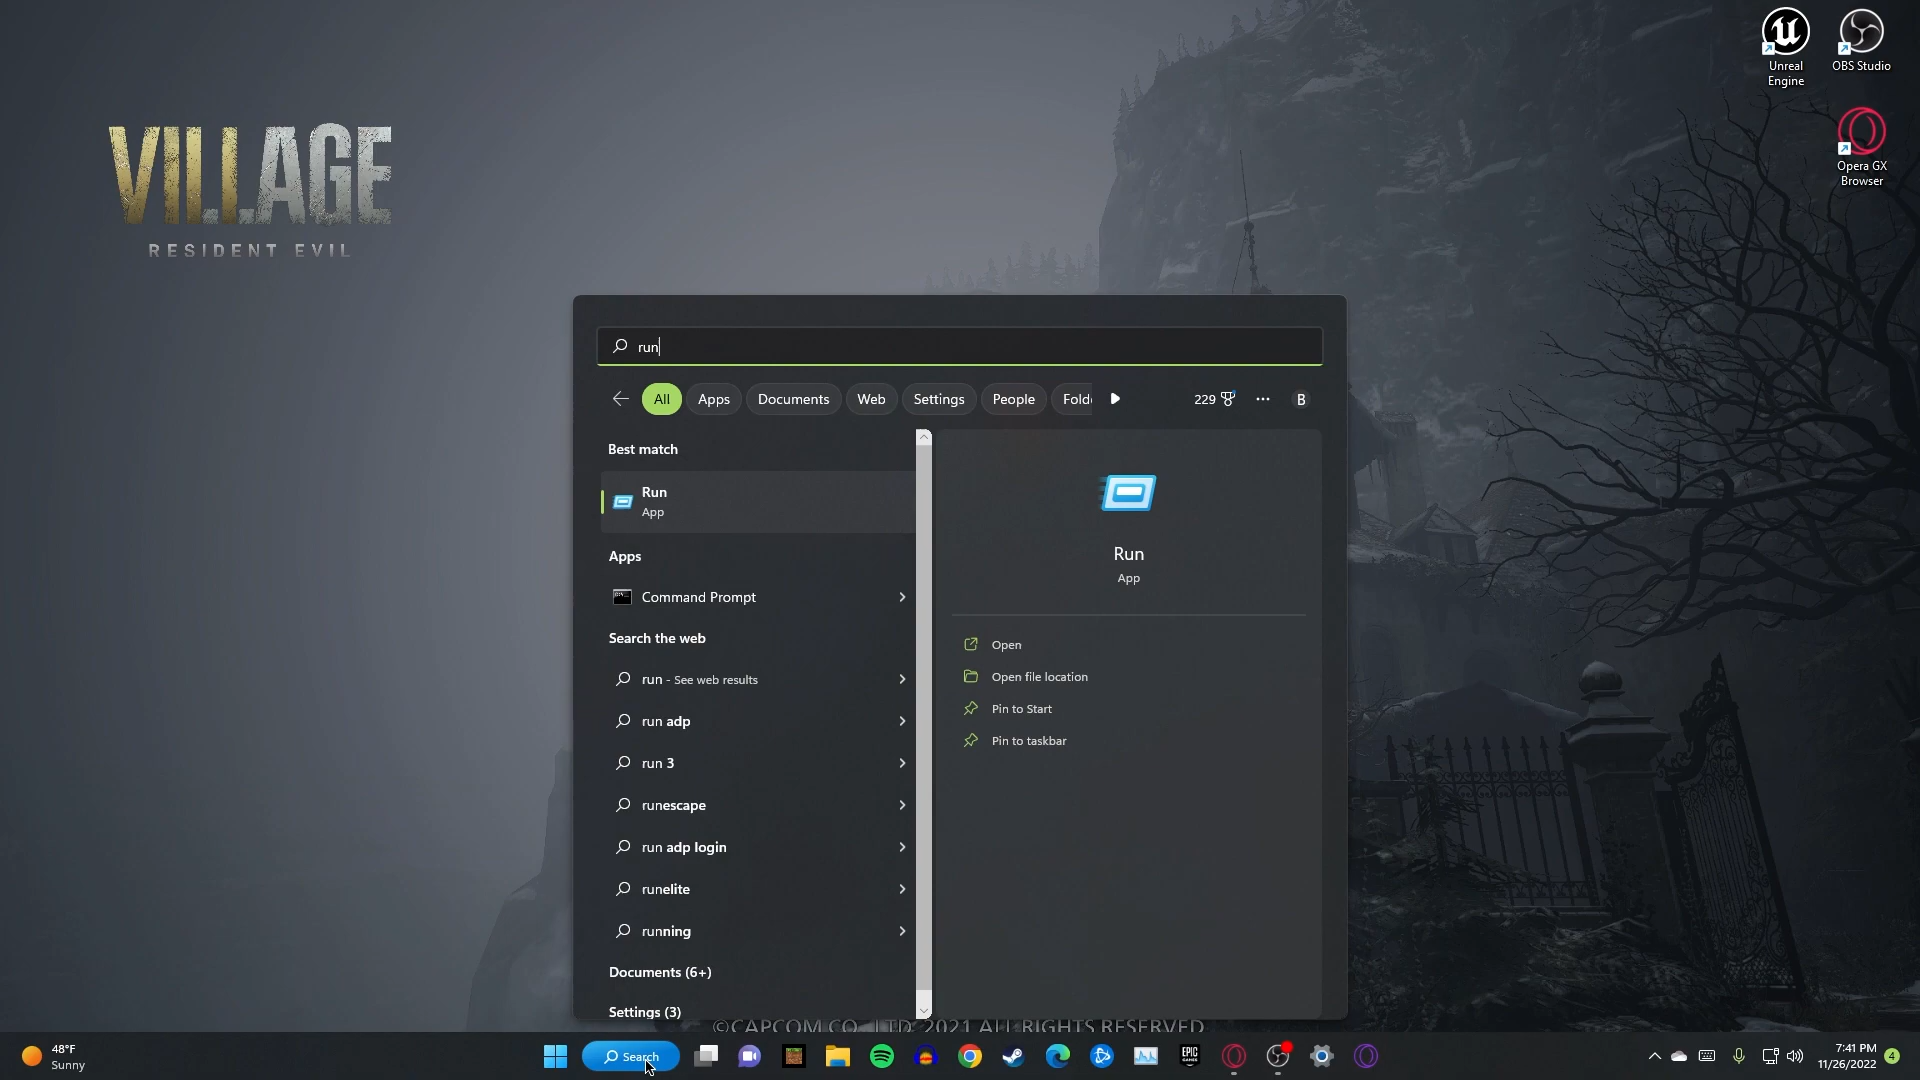 VILLAGE
RESIDENT EVIL
Unreal
Engine
OBS Studio
Opera GX
Browser
run
All
Apps
Documents
Web
Settings
People
Fold
229
B
Best match
Run
App
Apps
Command Prompt
Search the web
run - See web results
run adp
run 3
runescape
run adp login
runelite
running
Documents (6+)
Settings (3)
Run
App
Open
Open file location
Pin to Start
Pin to taskbar
©CAPCOM CO., LTD. 2021 ALL RIGHTS RESERVED.
48°F
Sunny
Search
EPIC
GAMES
7:41 PM
11/26/2022
4